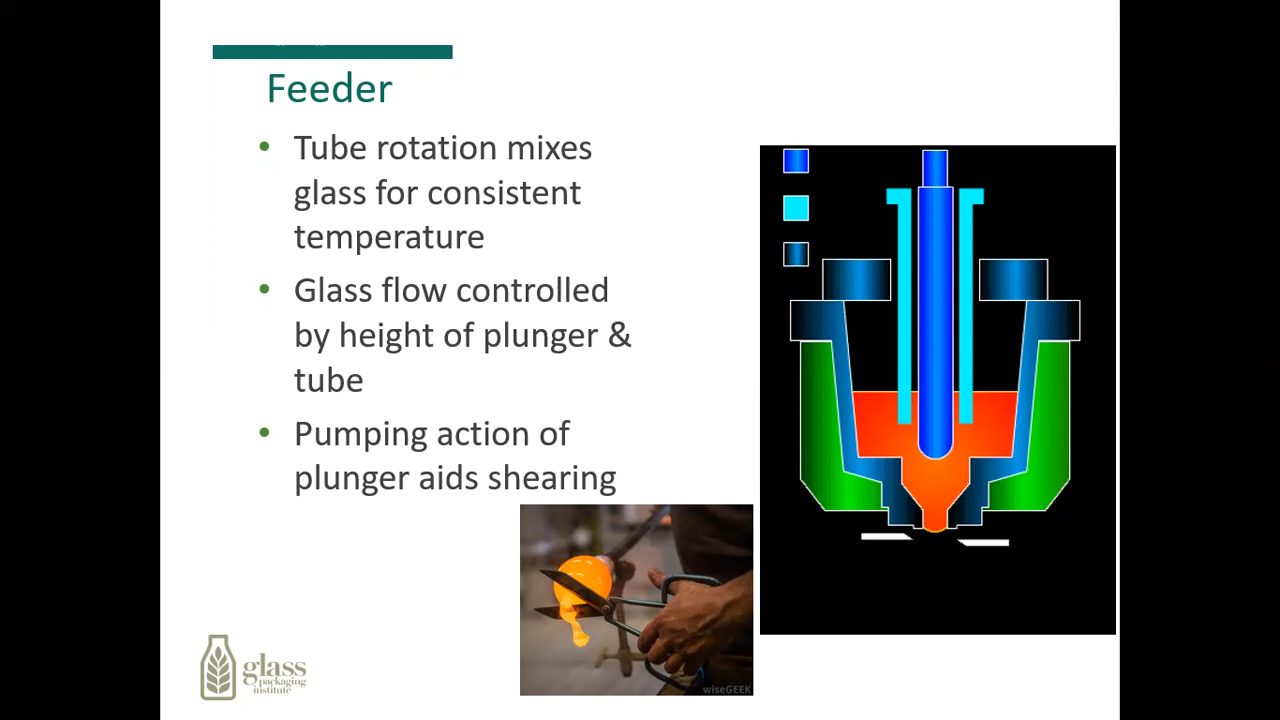 Feeder
• Tube rotation mixes
glass for consistent
temperature
• Glass flow controlled
by height of plunger &
tube
• Pumping action of
plunger aids shearing
wiseGEEK
glass
packaging
institute